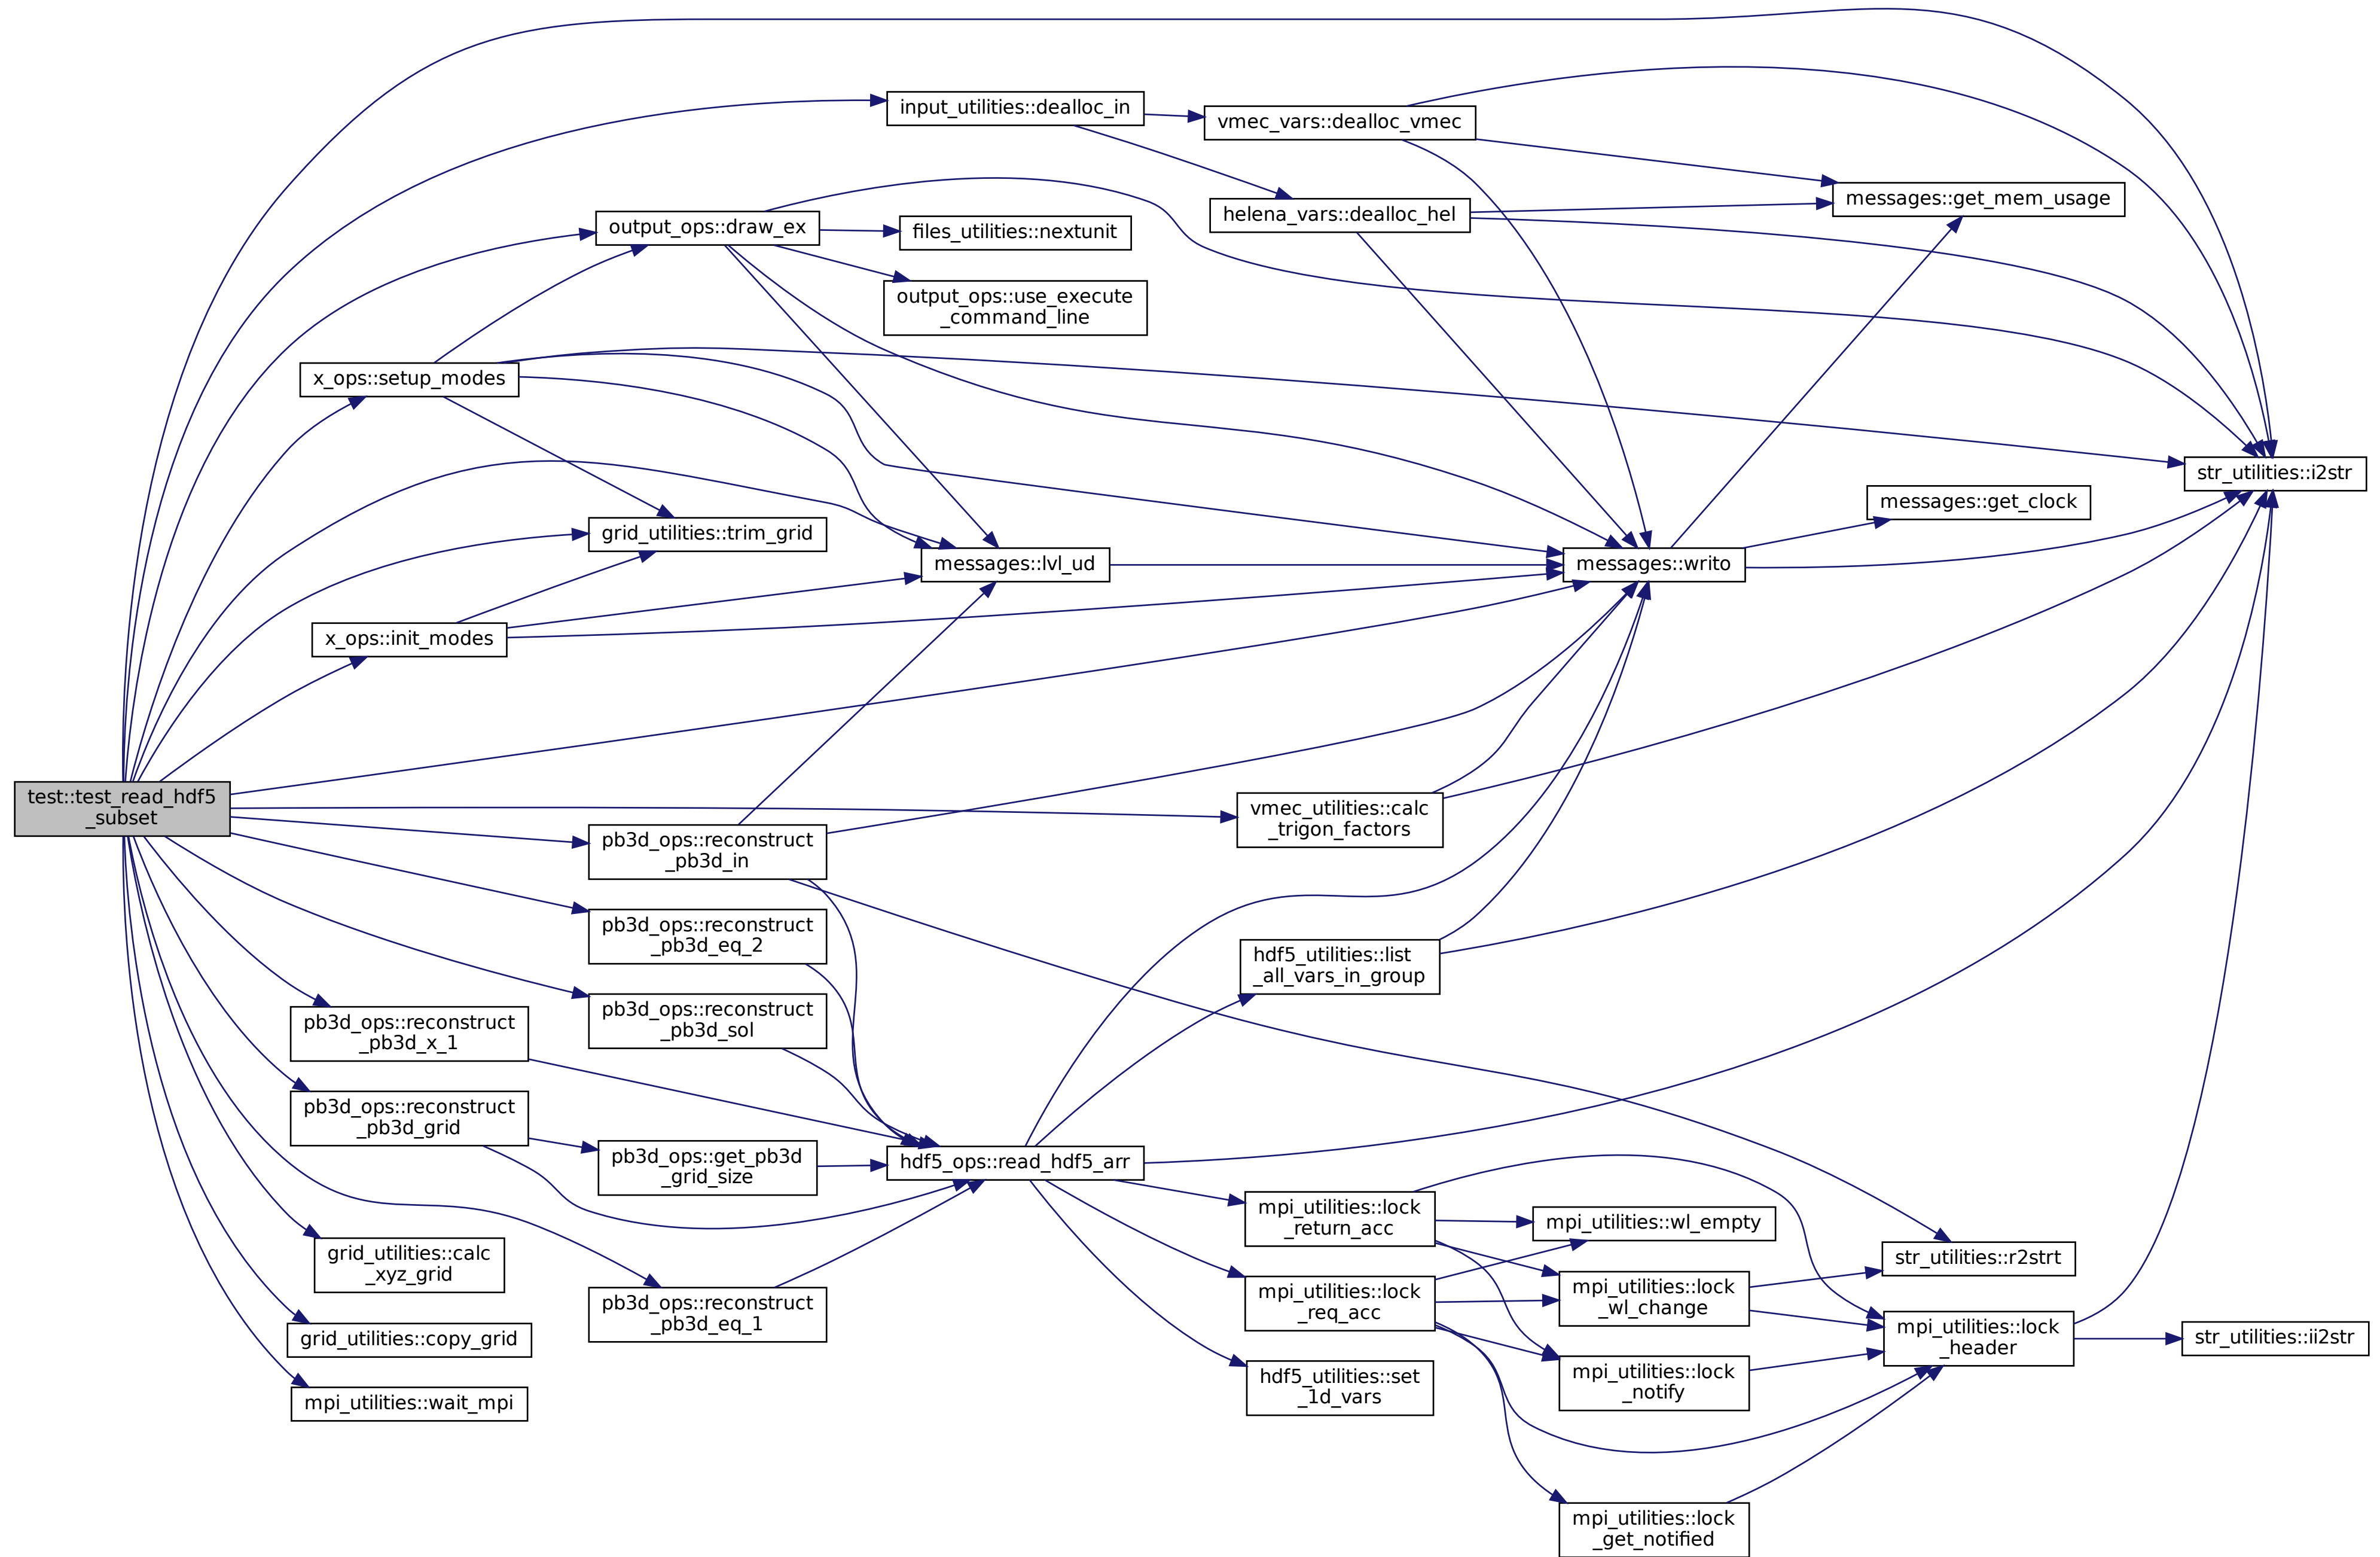 input_utilities::dealloc_in
vmec_vars::dealloc_vmec
messages::get_mem_usage
helena_vars::dealloc_hel
output_ops::draw_ex
files_utilities::nextunit
output_ops::use_execute
_command_line
x_ops::setup_modes
str_utilities::i2str
messages::get_clock
grid_utilities::trim_grid
messages::lvl_ud
messages::writo
x_ops::init_modes
test::test_read_hdf5
_subset
vmec_utilities::calc
_trigon_factors
pb3d_ops::reconstruct
_pb3d_in
pb3d_ops::reconstruct
_pb3d_eq_2
hdf5_utilities::list
_all_vars_in_group
pb3d_ops::reconstruct
_pb3d_sol
pb3d_ops::reconstruct
_pb3d_x_1
pb3d_ops::reconstruct
_pb3d_grid
pb3d_ops::get_pb3d
_grid_size
hdf5_ops::read_hdf5_arr
mpi_utilities::lock
_return_acc
mpi_utilities::wl_empty
grid_utilities::calc
_xyz_grid
str_utilities::r2strt
mpi_utilities::lock
_req_acc
mpi_utilities::lock
_wl_change
pb3d_ops::reconstruct
_pb3d_eq_1
grid_utilities::copy_grid
mpi_utilities::lock
_header
str_utilities::ii2str
hdf5_utilities::set
_1d_vars
mpi_utilities::lock
_notify
mpi_utilities::wait_mpi
mpi_utilities::lock
_get_notified